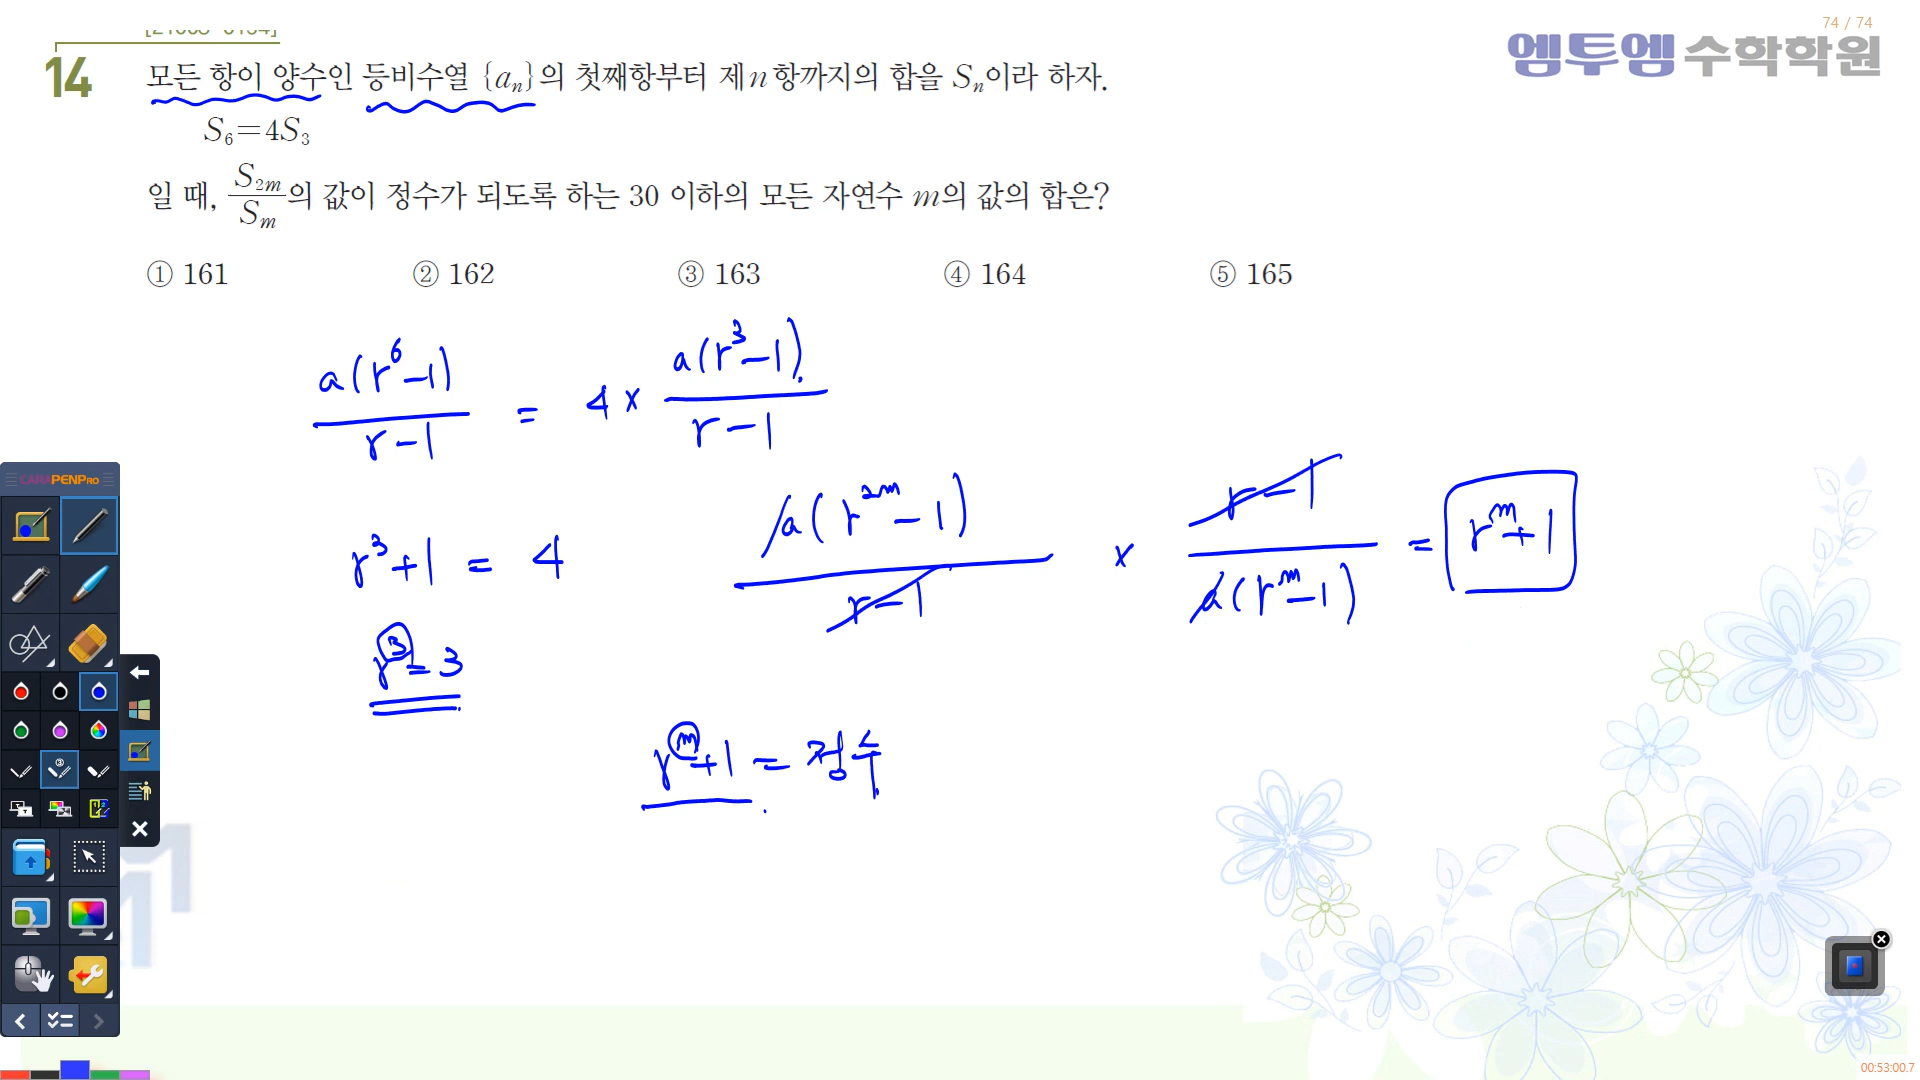 74 / 74
엠투엠 수학학원
14 모든 항이 양수인 등비수열 {aₙ}의 첫째항부터 제n항까지의 합을 Sₙ이라 하자.
S₆=4S₃
일 때, S₂ₘ/Sₘ의 값이 정수가 되도록 하는 30 이하의 모든 자연수 m의 값의 합은?
① 161 ② 162 ③ 163 ④ 164 ⑤ 165
a(r⁶-1)/(r-1) = 4 × a(r³-1)/(r-1)
r³+1 = 4
a(r²ᵐ-1)/(r-1) × (r-1)/(a(rᵐ-1)) = rᵐ+1
r³=3
rᵐ+1 = 정수
CARAPENPRO
00:53:00.7